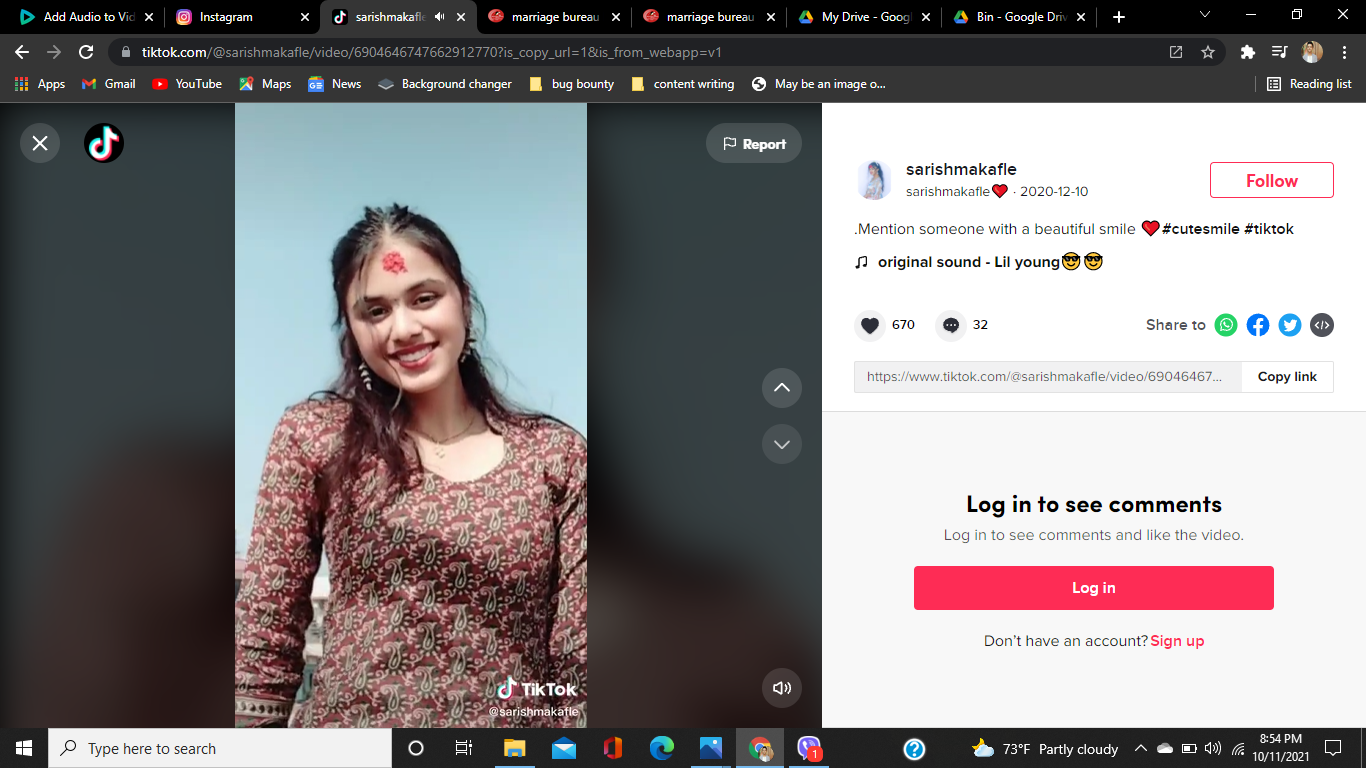 Add Audio to Vid
Instagram
sarishmakafle
marriage bureau
marriage bureau
My Drive - Goog
Bin - Google Driv
tiktok.com/@sarishmakafle/video/6904646747662912770?is_copy_url=1&is_from_webapp=v1
Apps
Gmail
YouTube
Maps
News
Background changer
bug bounty
content writing
May be an image o...
Reading list
Report
TikTok
@sarishmakafle
sarishmakafle
sarishmakafle❤️ · 2020-12-10
Follow
.Mention someone with a beautiful smile ❤️#cutesmile #tiktok
original sound - Lil young😎😎
670
32
Share to
https://www.tiktok.com/@sarishmakafle/video/69046467...
Copy link
Log in to see comments
Log in to see comments and like the video.
Log in
Don't have an account? Sign up
Type here to search
1
73°F Partly cloudy
8:54 PM
10/11/2021